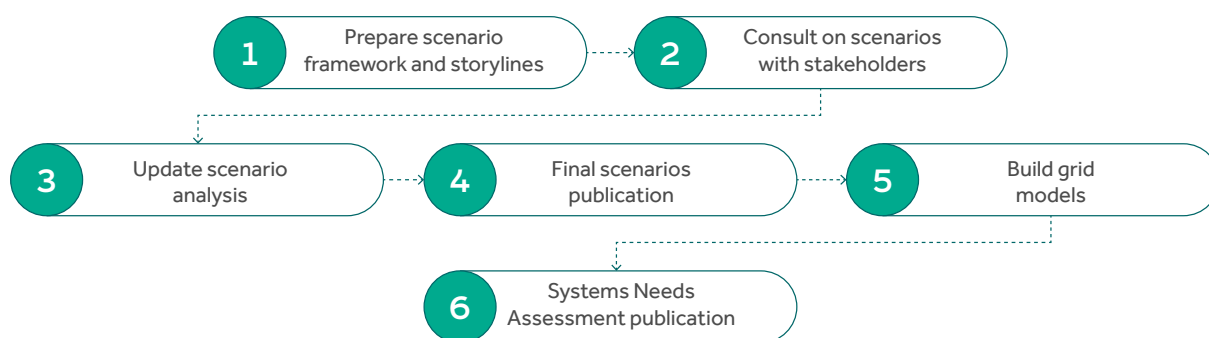 1
Prepare scenario
framework and storylines
2
Consult on scenarios
with stakeholders
3
Update scenario
analysis
4
Final scenarios
publication
5
Build grid
models
6
Systems Needs
Assessment publication